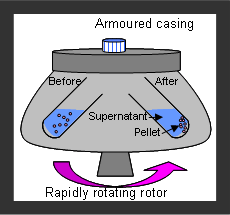 Armoured casing
Before
After
Supernatant
Pellet
Rapidly rotating rotor